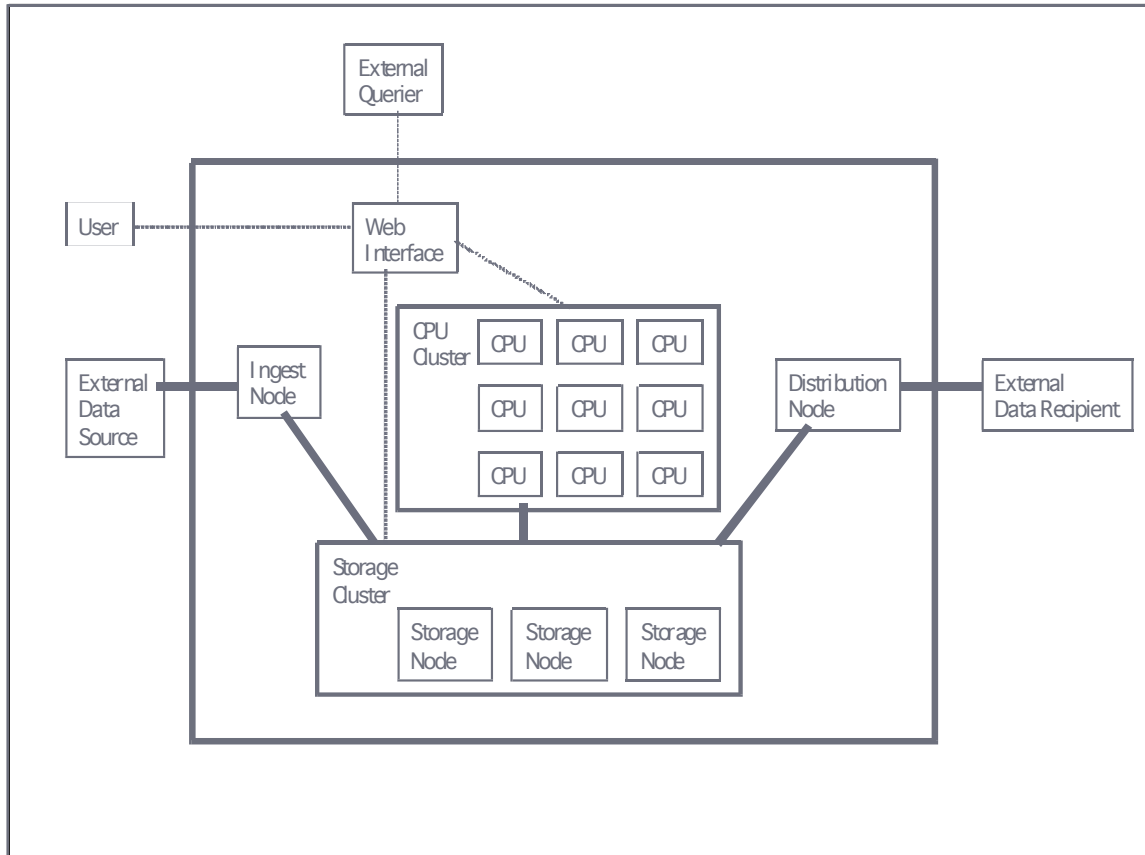 External
Querier
User
Web
Interface
CPU
Cluster
CPU
CPU
CPU
CPU
CPU
CPU
CPU
CPU
CPU
External
Data
Source
Ingest
Node
Distribution
Node
External
Data Recipient
Storage
Cluster
Storage
Node
Storage
Node
Storage
Node